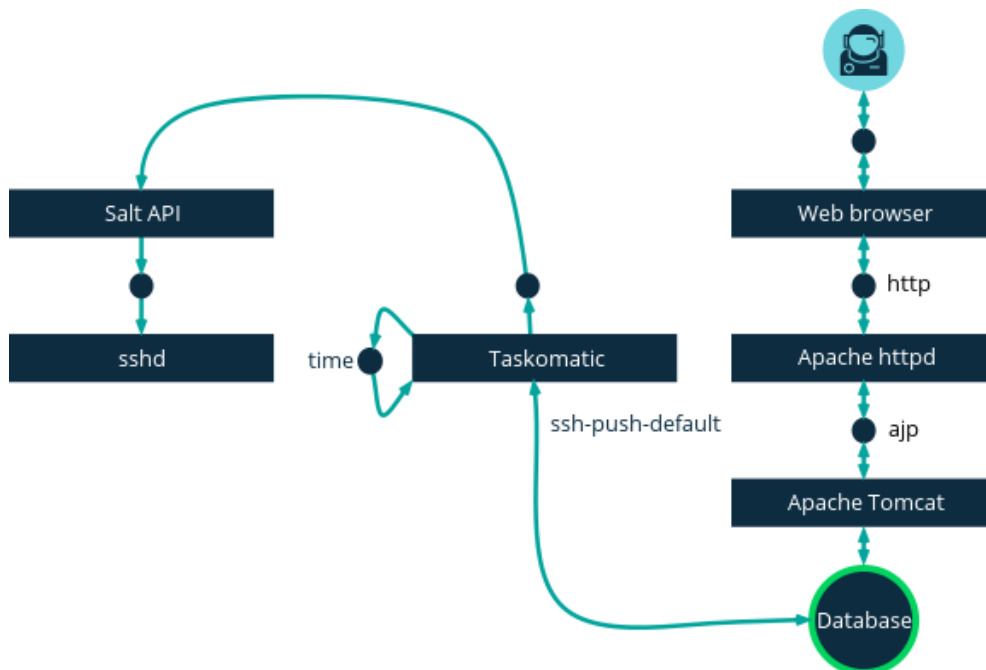 Salt API
Web browser
http
sshd
time
Taskomatic
Apache httpd
ssh-push-default
ajp
Apache Tomcat
Database